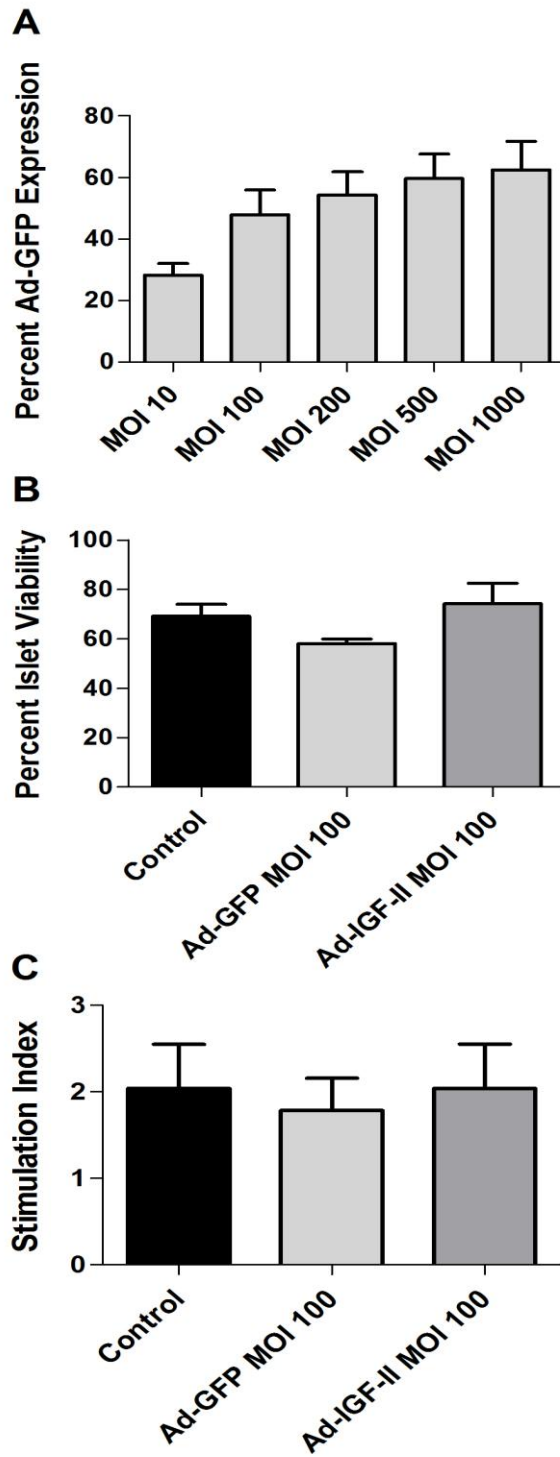 A
Percent Ad-GFP Expression
80
60
40
20
0
MOI 10
MOI 100
MOI 200
MOI 500
MOI 1000
B
Percent Islet Viability
100
80
60
40
20
0
Control
Ad-GFP MOI 100
Ad-IGF-II MOI 100
C
Stimulation Index
3
2
1
0
Control
Ad-GFP MOI 100
Ad-IGF-II MOI 100